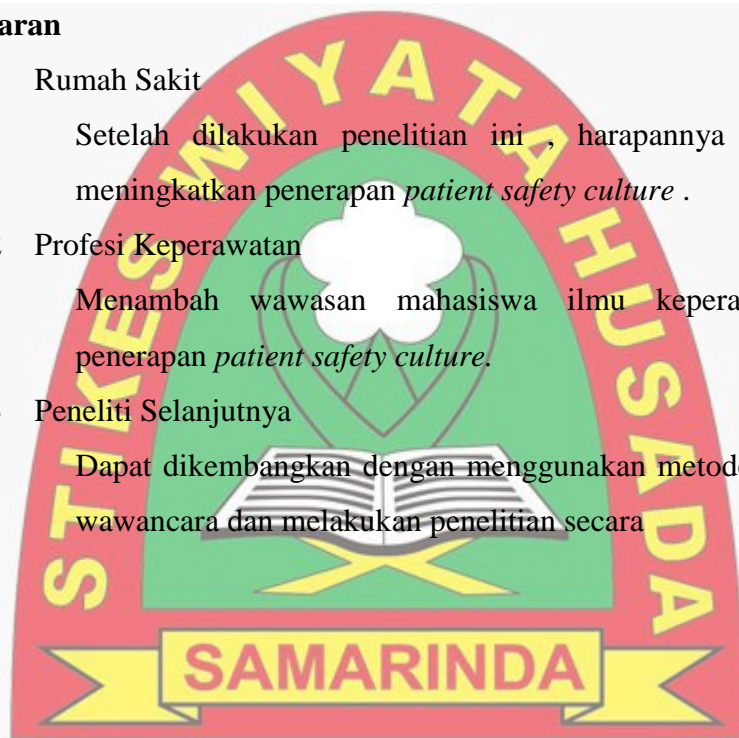 aran
Rumah Sakit
Setelah dilakukan penelitian ini , harapannya
meningkatkan penerapan patient safety culture .
Profesi Keperawatan
Menambah wawasan mahasiswa ilmu kepera
penerapan patient safety culture.
Peneliti Selanjutnya
Dapat dikembangkan dengan menggunakan metode
wawancara dan melakukan penelitian secara
STIKES WIYATA HUSADA
SAMARINDA